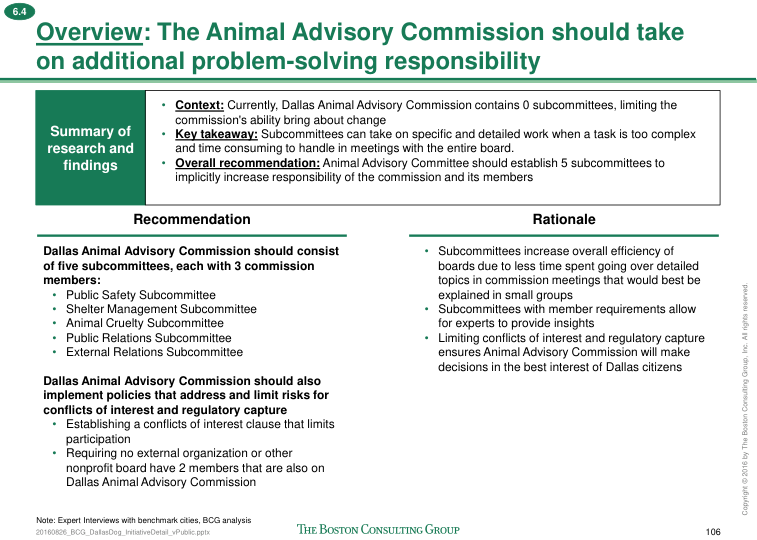 6.4
Overview: The Animal Advisory Commission should take
on additional problem-solving responsibility
Summary of
research and
findings
• Context: Currently, Dallas Animal Advisory Commission contains 0 subcommittees, limiting the
commission's ability bring about change
• Key takeaway: Subcommittees can take on specific and detailed work when a task is too complex
and time consuming to handle in meetings with the entire board.
• Overall recommendation: Animal Advisory Committee should establish 5 subcommittees to
implicitly increase responsibility of the commission and its members
Recommendation
Dallas Animal Advisory Commission should consist
of five subcommittees, each with 3 commission
members:
• Public Safety Subcommittee
• Shelter Management Subcommittee
• Animal Cruelty Subcommittee
• Public Relations Subcommittee
• External Relations Subcommittee
Dallas Animal Advisory Commission should also
implement policies that address and limit risks for
conflicts of interest and regulatory capture
• Establishing a conflicts of interest clause that limits
participation
• Requiring no external organization or other
nonprofit board have 2 members that are also on
Dallas Animal Advisory Commission
Rationale
• Subcommittees increase overall efficiency of
boards due to less time spent going over detailed
topics in commission meetings that would best be
explained in small groups
• Subcommittees with member requirements allow
for experts to provide insights
• Limiting conflicts of interest and regulatory capture
ensures Animal Advisory Commission will make
decisions in the best interest of Dallas citizens
Copyright © 2016 by The Boston Consulting Group, Inc. All rights reserved.
Note: Expert Interviews with benchmark cities, BCG analysis
20160826_BCG_DallasDog_InitiativeDetail_vPublic.pptx
THE BOSTON CONSULTING GROUP
106